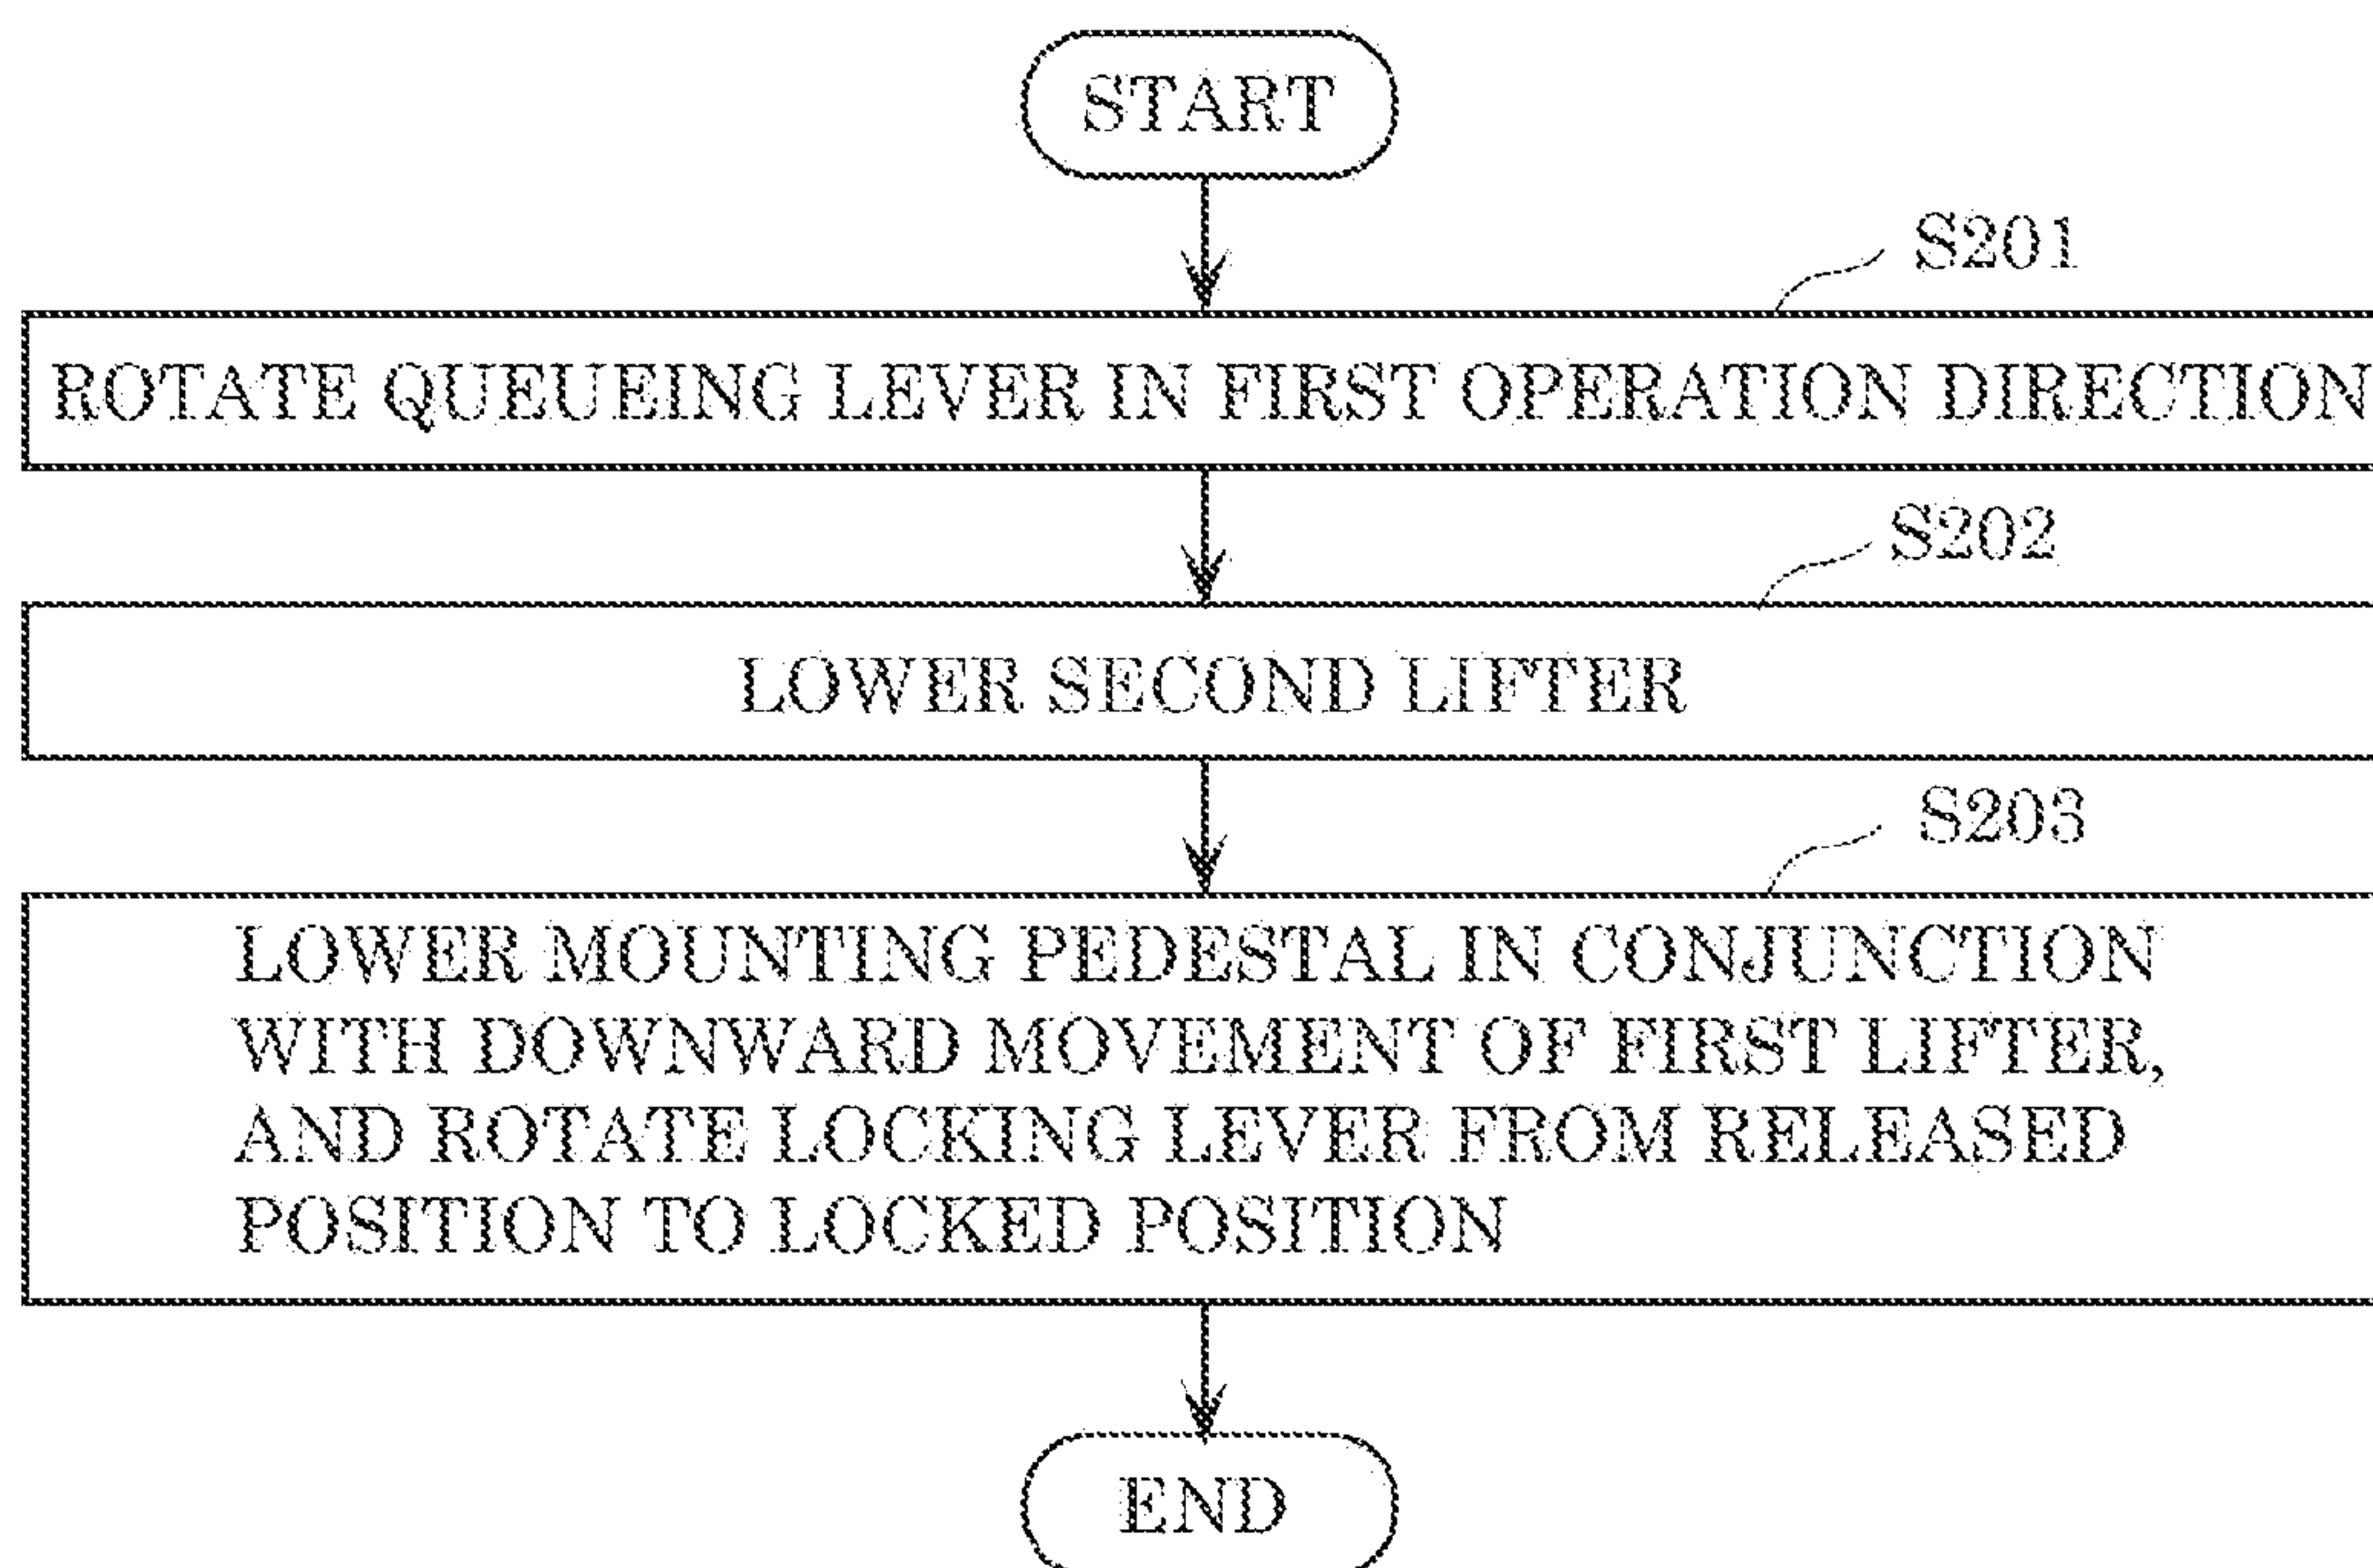 START
S201
ROTATE QUEUEING LEVER IN FIRST OPERATION DIRECTION
S202
LOWER SECOND LIFTER
S203
LOWER MOUNTING PEDESTAL IN CONJUNCTION
WITH DOWNWARD MOVEMENT OF FIRST LIFTER,
AND ROTATE LOCKING LEVER FROM RELEASED
POSITION TO LOCKED POSITION
END